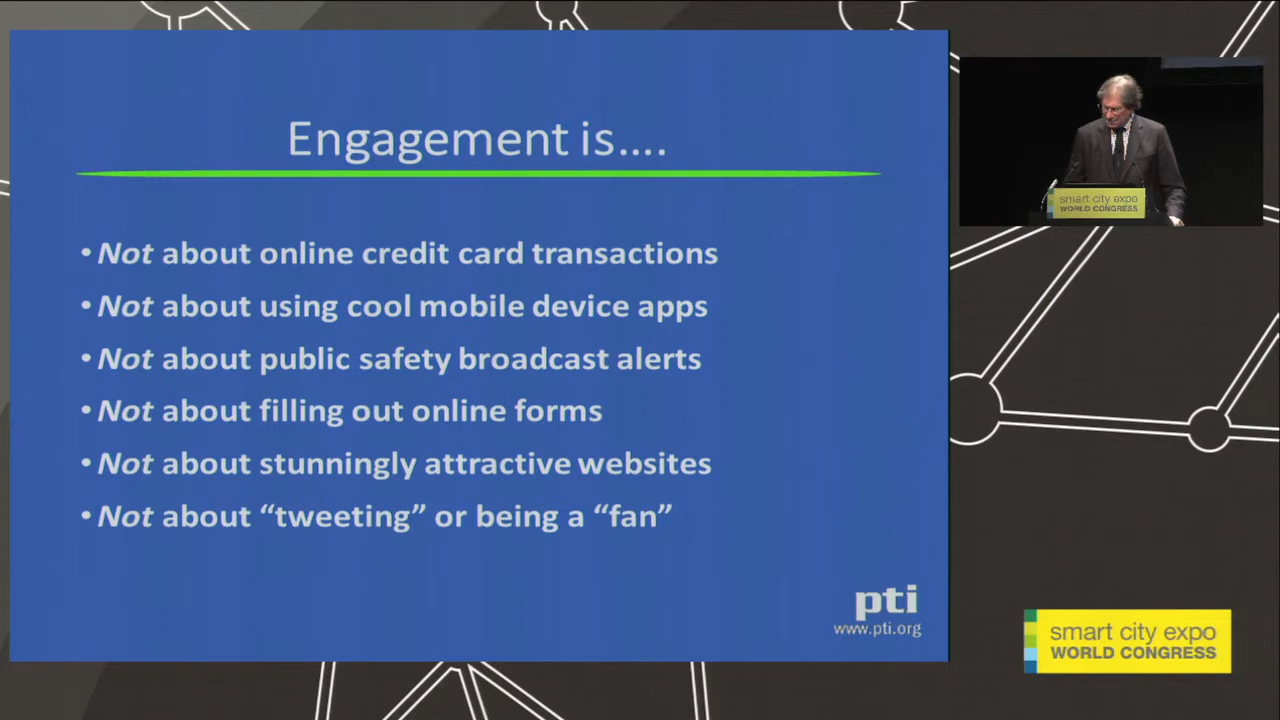 Engagement is....
• Not about online credit card transactions
• Not about using cool mobile device apps
• Not about public safety broadcast alerts
• Not about filling out online forms
• Not about stunningly attractive websites
• Not about “tweeting” or being a “fan”
pti
www.pti.org
smart city expo
WORLD CONGRESS
smart city expo
WORLD CONGRESS